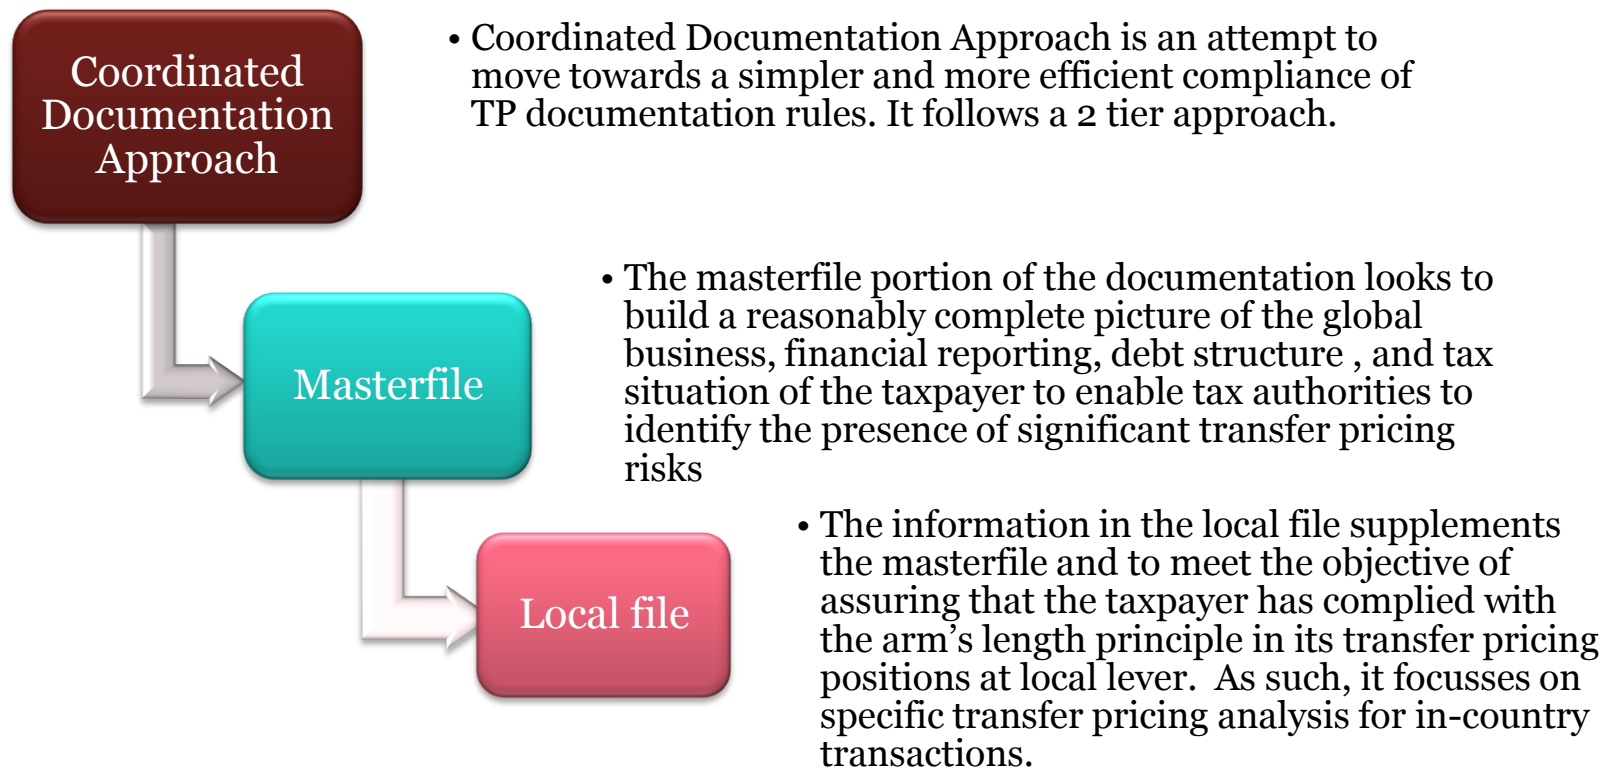 Coordinated
Documentation
Approach
• Coordinated Documentation Approach is an attempt to
move towards a simpler and more efficient compliance of
TP documentation rules. It follows a 2 tier approach.
Masterfile
• The masterfile portion of the documentation looks to
build a reasonably complete picture of the global
business, financial reporting, debt structure , and tax
situation of the taxpayer to enable tax authorities to
identify the presence of significant transfer pricing
risks
Local file
• The information in the local file supplements
the masterfile and to meet the objective of
assuring that the taxpayer has complied with
the arm’s length principle in its transfer pricing
positions at local lever.  As such, it focusses on
specific transfer pricing analysis for in-country
transactions.